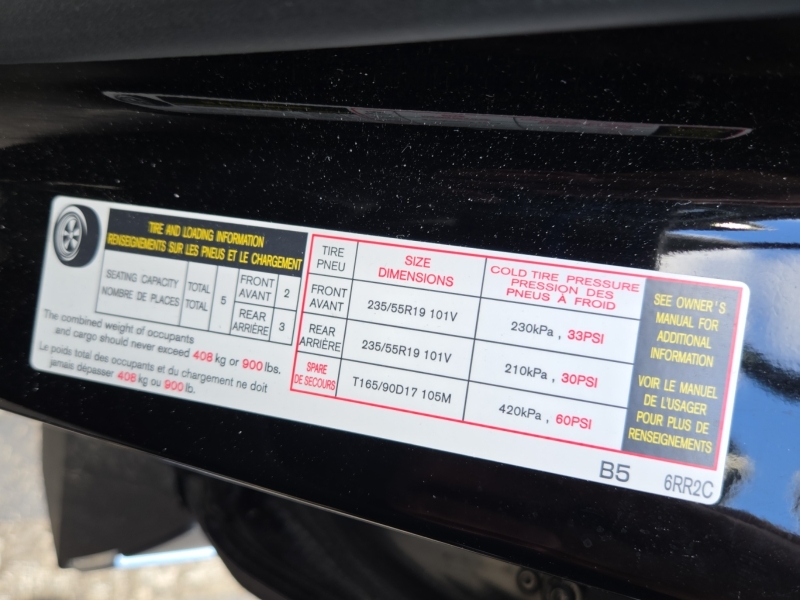 TIRE AND LOADING INFORMATION
RENSEIGNEMENTS SUR LES PNEUS ET LE CHARGEMENT
SEATING CAPACITY
NOMBRE DE PLACES
TOTAL
TOTAL
5
FRONT
AVANT
2
REAR
ARRIÈRE
3
The combined weight of occupants
and cargo should never exceed 408 kg or 900 lbs.
Le poids total des occupants et du chargement ne doit
jamais dépasser 408 kg ou 900 lb.
TIRE
PNEU
SIZE
DIMENSIONS
COLD TIRE PRESSURE
PRESSION DES
PNEUS À FROID
FRONT
AVANT
235/55R19 101V
230kPa , 33PSI
REAR
ARRIÈRE
235/55R19 101V
210kPa , 30PSI
SPARE
DE SECOURS
T165/90D17 105M
420kPa , 60PSI
SEE OWNER'S
MANUAL FOR
ADDITIONAL
INFORMATION
VOIR LE MANUEL
DE L'USAGER
POUR PLUS DE
RENSEIGNEMENTS
B5
6RR2C